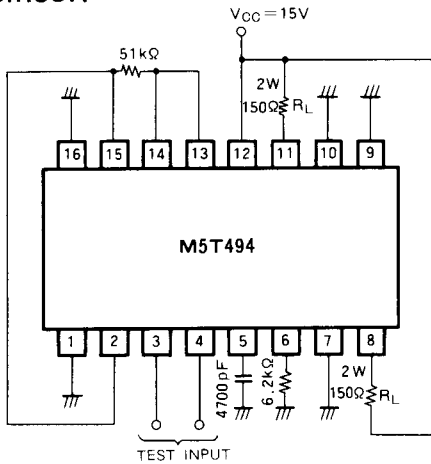 VCC=15V
51kΩ
2W
150Ω RL
16 15 14 13 12 11 10 9
M5T494
1 2 3 4 5 6 7 8
4700pF
6.2kΩ
2W
150Ω RL
TEST INPUT